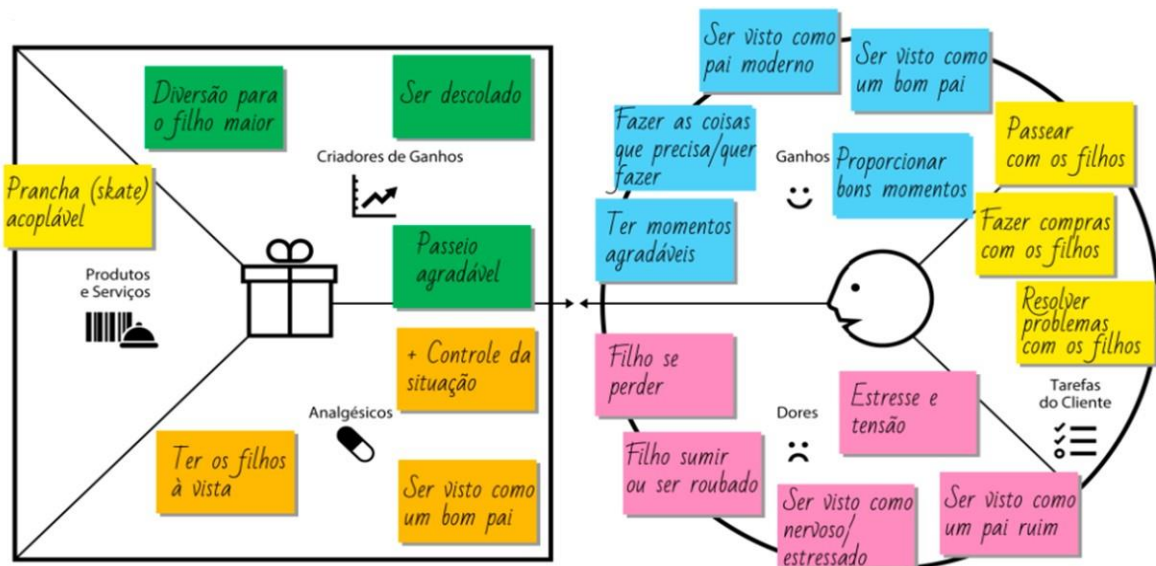 Diversão para
o filho maior
Ser descolado
Criadores de Ganhos
Prancha (skate)
acoplável
Passeio
agradável
Produtos
e Serviços
+ Controle da
situação
Analgésicos
Ter os filhos
à vista
Ser visto como
um bom pai
Ser visto como
pai moderno
Ser visto como
um bom pai
Fazer as coisas
que precisa/quer
fazer
Ganhos
Proporcionar
bons momentos
Ter momentos
agradáveis
Passear
com os filhos
Fazer compras
com os filhos
Resolver
problemas
com os filhos
Tarefas
do Cliente
Filho se
perder
Estresse e
tensão
Dores
Filho sumir
ou ser roubado
Ser visto como
nervoso/
estressado
Ser visto como
um pai ruim